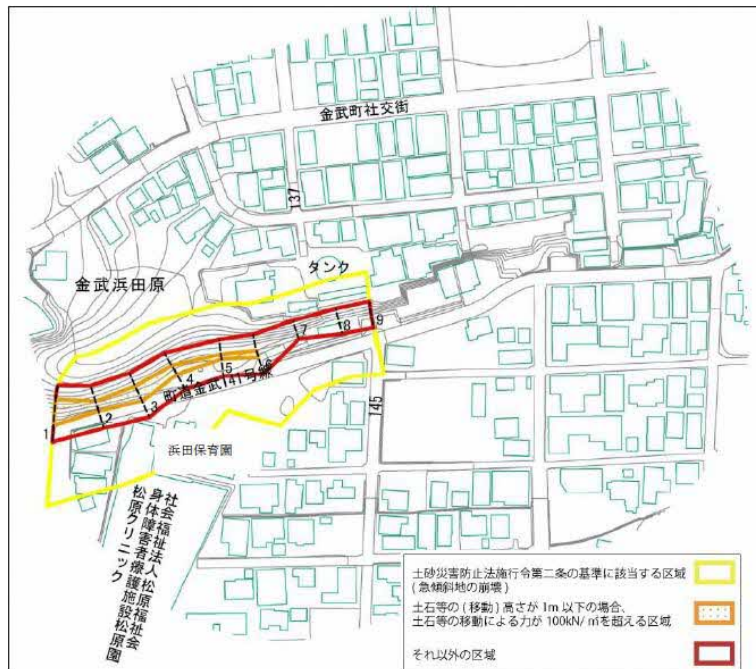 金武町社交街
137
タンク
金武浜田原
1
2
3
4
5
7
8
9
町道金武141号線
145
浜田保育園
社会福祉法人松原福祉会
身体障害者療護施設松原園
松原クリニック
土砂災害防止法施行令第二条の基準に該当する区域
(急傾斜地の崩壊)
土石等の(移動)高さが1m以下の場合、
土石等の移動による力が100kN/㎡を超える区域
それ以外の区域